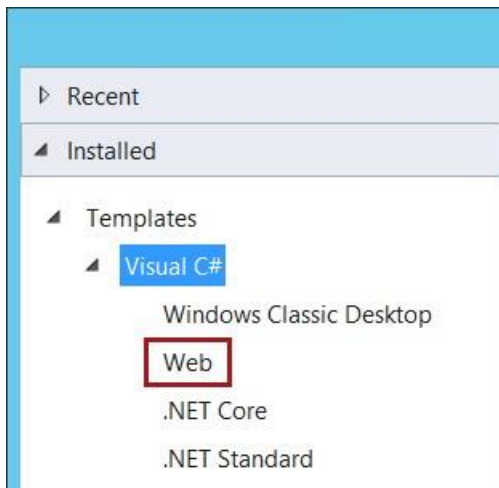 Recent
Installed
Templates
Visual C#
Windows Classic Desktop
Web
.NET Core
.NET Standard